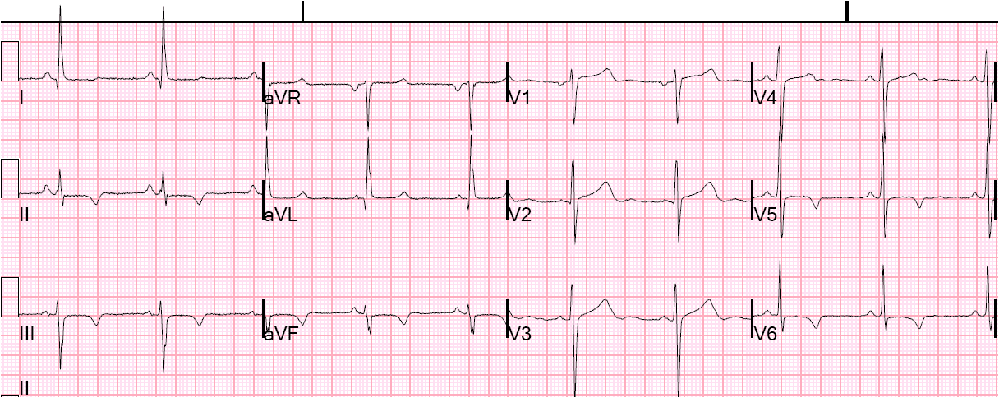 I aVR V1 V4
II aVL V2 V5
III aVF V3 V6
II